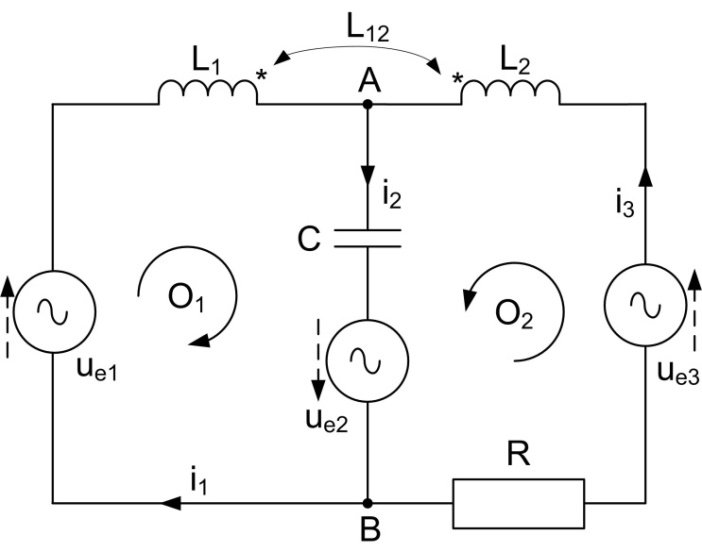 L₁₂
L₁
*
*
L₂
A
i₂
i₃
C
O₁
O₂
uₑ₁
uₑ₂
uₑ₃
R
i₁
B